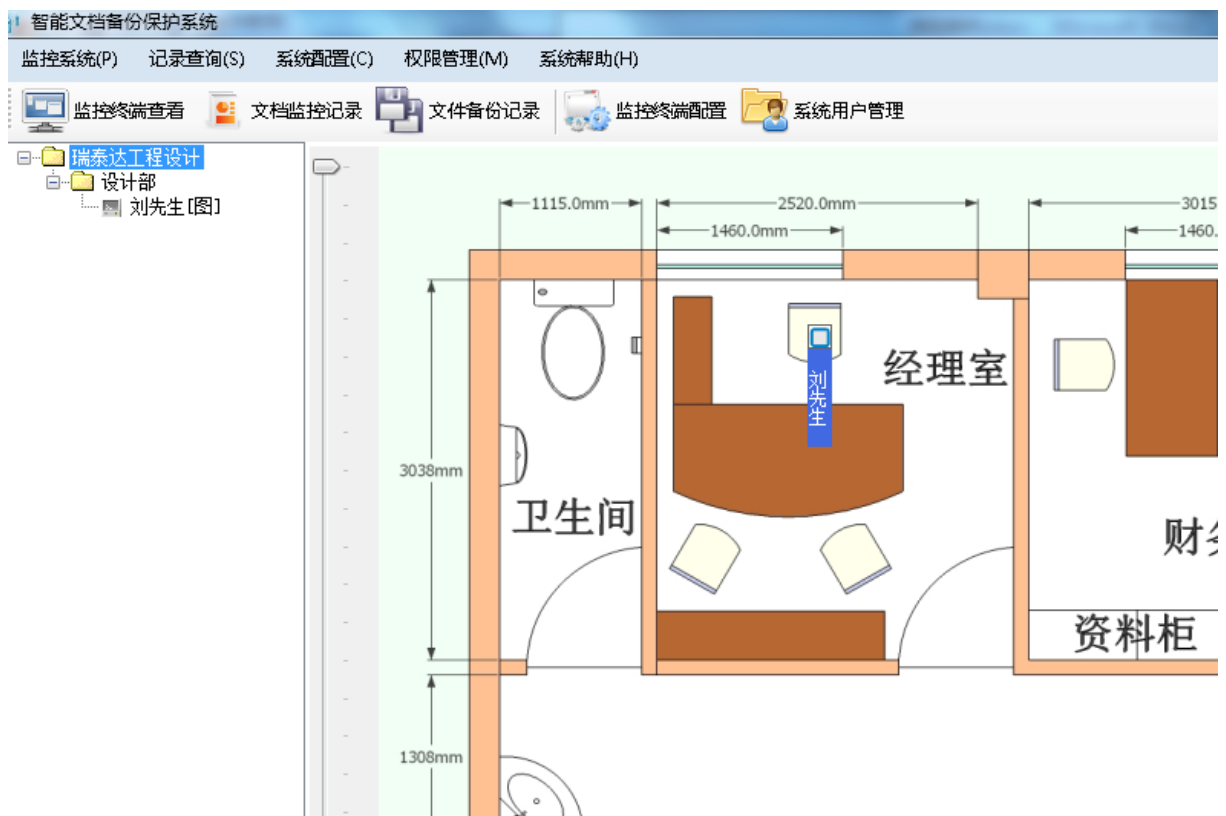 智能文档备份保护系统
监控系统(P) 记录查询(S) 系统配置(C) 权限管理(M) 系统帮助(H)
监控终端查看 文档监控记录 文件备份记录 监控终端配置 系统用户管理
瑞泰达工程设计
设计部
刘先生[图]
1115.0mm 2520.0mm 3015
1460.0mm 1460.
经理室
刘先生
3038mm
卫生间
财务
资料柜
1308mm